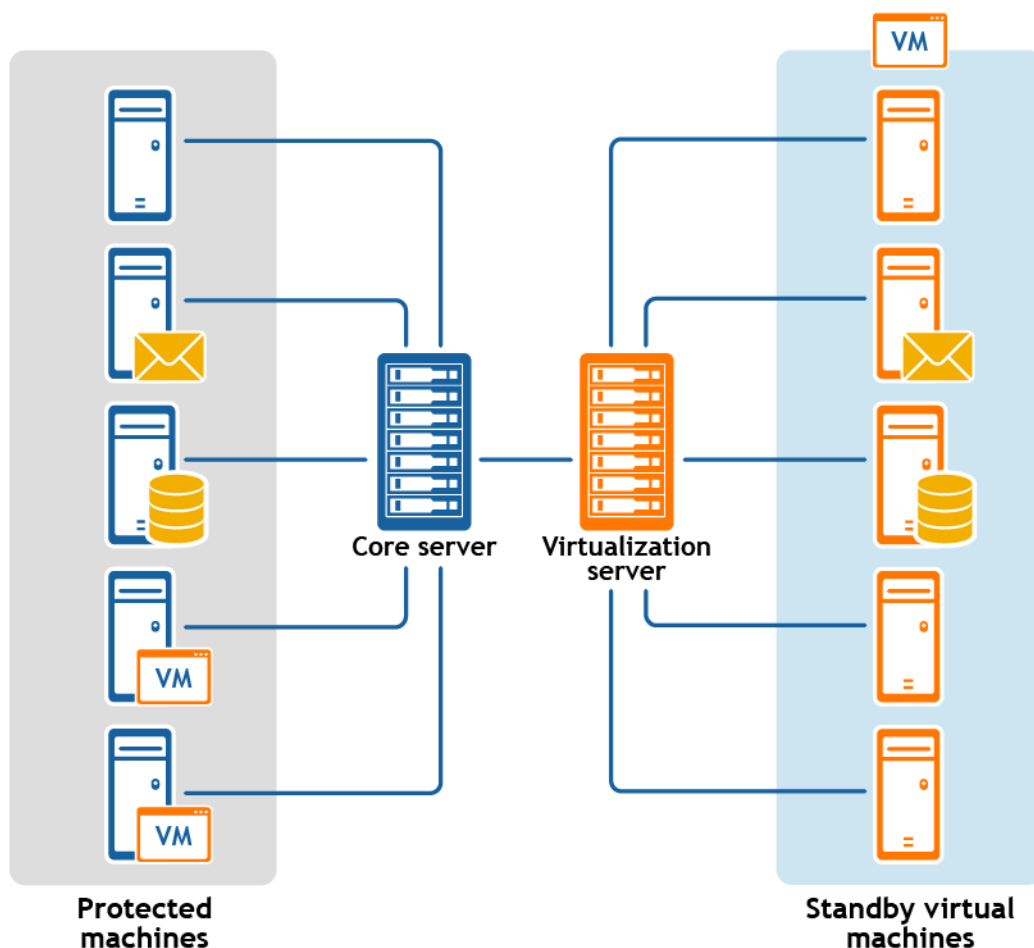 VM
Core server
Virtualization
server
VM
VM
Protected
machines
Standby virtual
machines